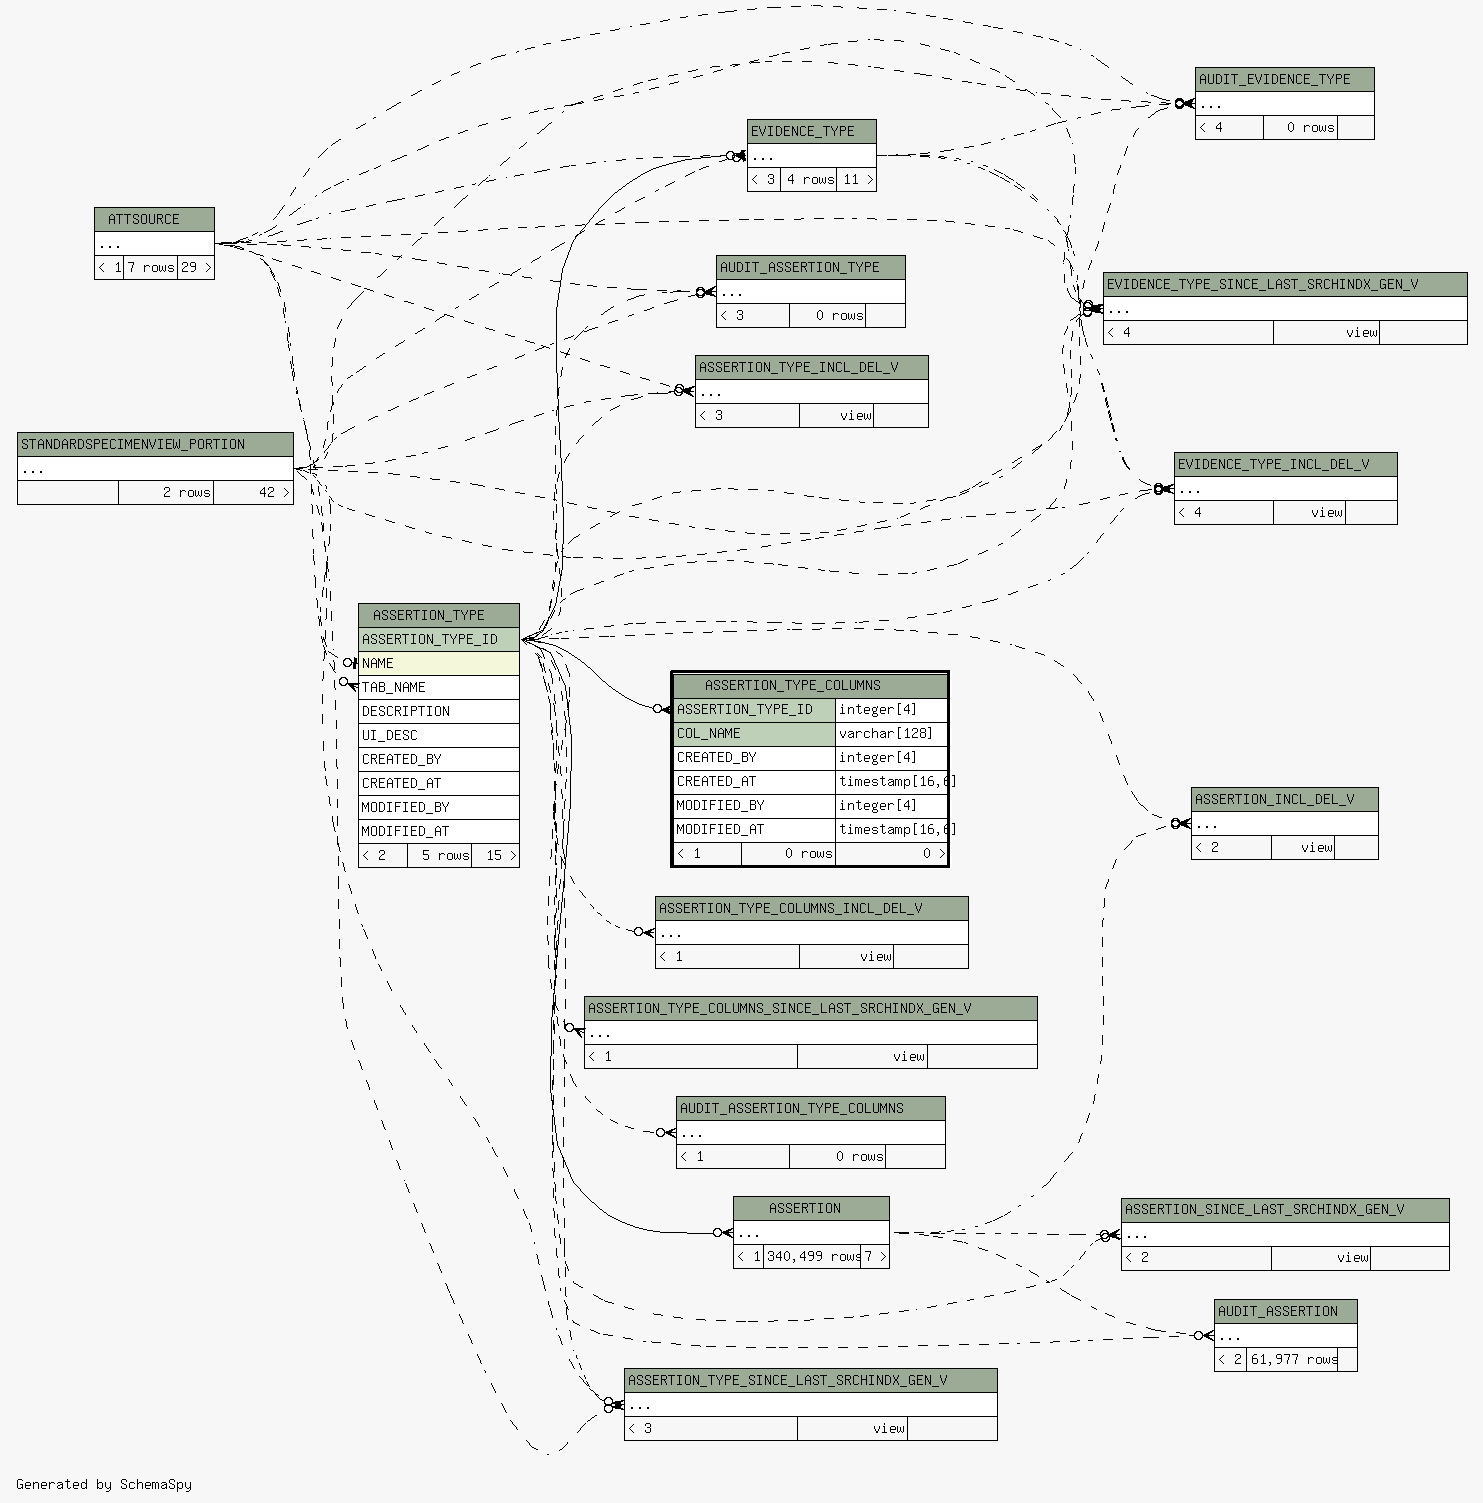 AUDIT_EVIDENCE_TYPE
...
< 4 0 rows
EVIDENCE_TYPE
...
< 3 4 rows 11 >
ATTSOURCE
...
< 1 7 rows 29 >
AUDIT_ASSERTION_TYPE
...
< 3 0 rows
EVIDENCE_TYPE_SINCE_LAST_SRCHINDX_GEN_V
...
< 4 view
ASSERTION_TYPE_INCL_DEL_V
...
< 3 view
STANDARDSPECIMENVIEW_PORTION
...
2 rows 42 >
EVIDENCE_TYPE_INCL_DEL_V
...
< 4 view
ASSERTION_TYPE
ASSERTION_TYPE_ID
NAME
TAB_NAME
DESCRIPTION
UI_DESC
CREATED_BY
CREATED_AT
MODIFIED_BY
MODIFIED_AT
< 2 5 rows 15 >
ASSERTION_TYPE_COLUMNS
ASSERTION_TYPE_ID integer[4]
COL_NAME varchar[128]
CREATED_BY integer[4]
CREATED_AT timestamp[16,6]
MODIFIED_BY integer[4]
MODIFIED_AT timestamp[16,6]
< 1 0 rows 0 >
ASSERTION_INCL_DEL_V
...
< 2 view
ASSERTION_TYPE_COLUMNS_INCL_DEL_V
...
< 1 view
ASSERTION_TYPE_COLUMNS_SINCE_LAST_SRCHINDX_GEN_V
...
< 1 view
AUDIT_ASSERTION_TYPE_COLUMNS
...
< 1 0 rows
ASSERTION
...
< 1 340,499 rows 7 >
ASSERTION_SINCE_LAST_SRCHINDX_GEN_V
...
< 2 view
AUDIT_ASSERTION
...
< 2 61,977 rows
ASSERTION_TYPE_SINCE_LAST_SRCHINDX_GEN_V
...
< 3 view
Generated by SchemaSpy